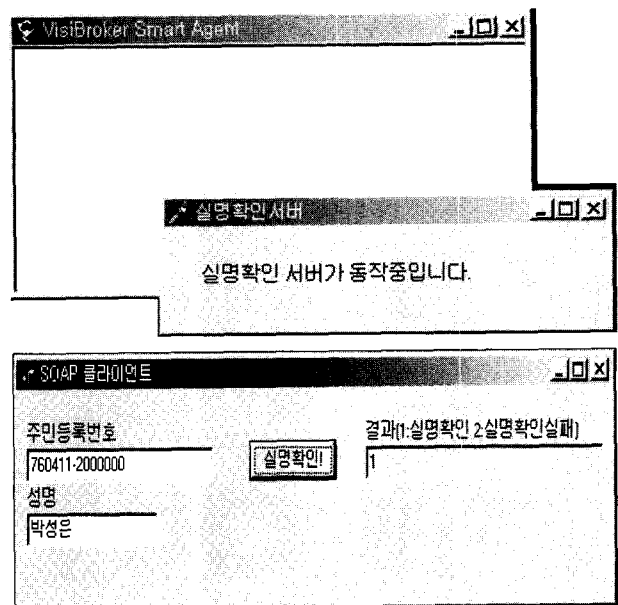 VisiBroker Smart Agent
실명확인서버
실명확인 서버가 동작중입니다.
SOAP 클라이언트
주민등록번호
760411-2000000
성명
박성은
실명확인!
결과(1:실명확인 2:실명확인실패)
1